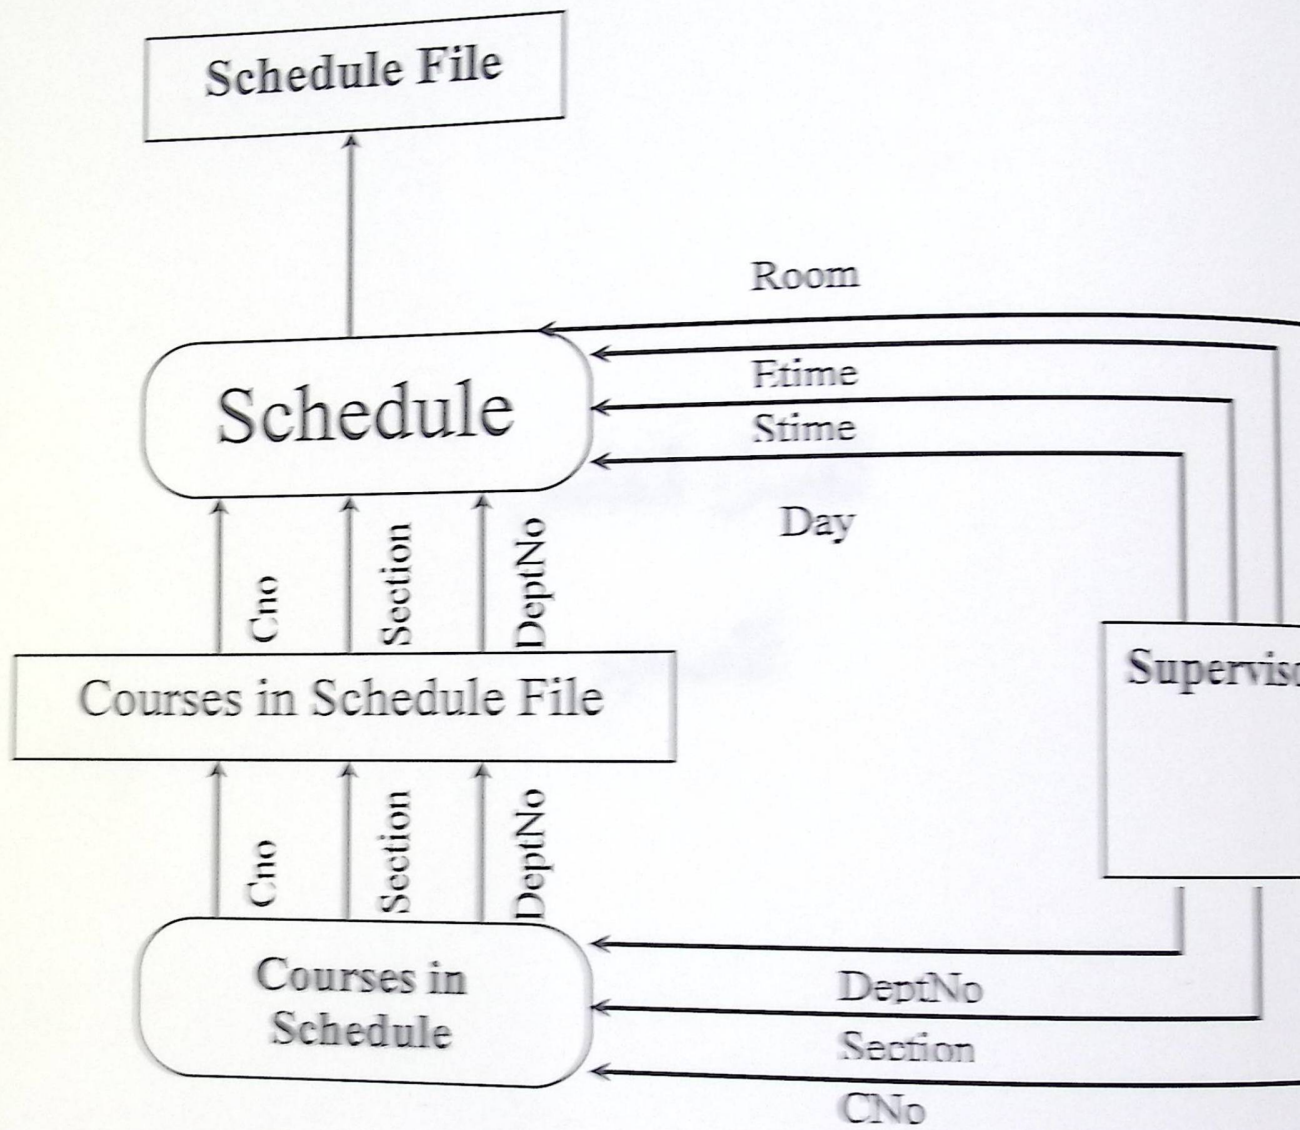 Schedule File
Room
Etime
Schedule
Stime
Day
Cno
Section
DeptNo
Supervisо
Courses in Schedule File
Cno
Section
DeptNo
Courses in
Schedule
DeptNo
Section
CNo